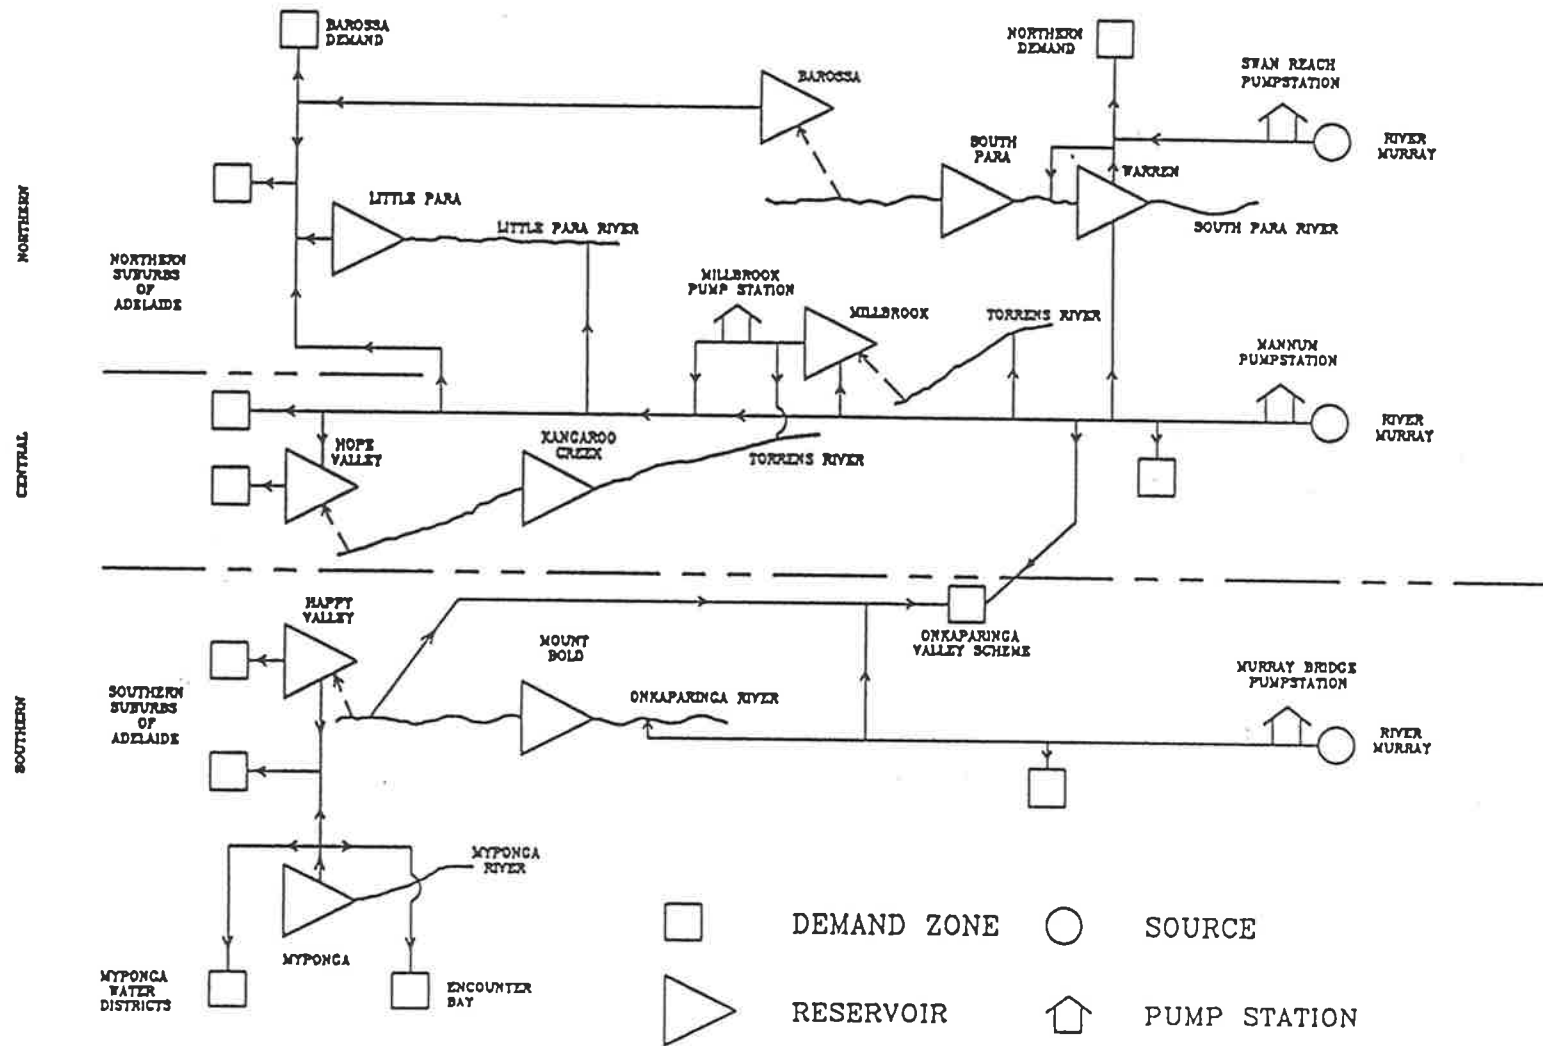 BAROSSA
DEMAND
NORTHERN
DEMAND
SWAN REACH
PUMPSTATION
BAROSSA
RIVER
MURRAY
SOUTH
PARA
WARREN
SOUTH PARA RIVER
NORTHERN
LITTLE PARA
LITTLE PARA RIVER
NORTHERN
SUBURBS
OF
ADELAIDE
MILLBROOK
PUMP STATION
MILLBROOK
TORRENS RIVER
MANNUM
PUMPSTATION
RIVER
MURRAY
CENTRAL
HOPE
VALLEY
KANGAROO
CREEK
TORRENS RIVER
HAPPY
VALLEY
MOUNT
BOLD
ONKAPARINGA
VALLEY SCHEME
ONKAPARINGA RIVER
MURRAY BRIDGE
PUMPSTATION
RIVER
MURRAY
SOUTHERN
SOUTHERN
SUBURBS
OF
ADELAIDE
MYPONGA
RIVER
MYPONGA
MYPONGA
WATER
DISTRICTS
ENCOUNTER
BAY
DEMAND ZONE
SOURCE
RESERVOIR
PUMP STATION